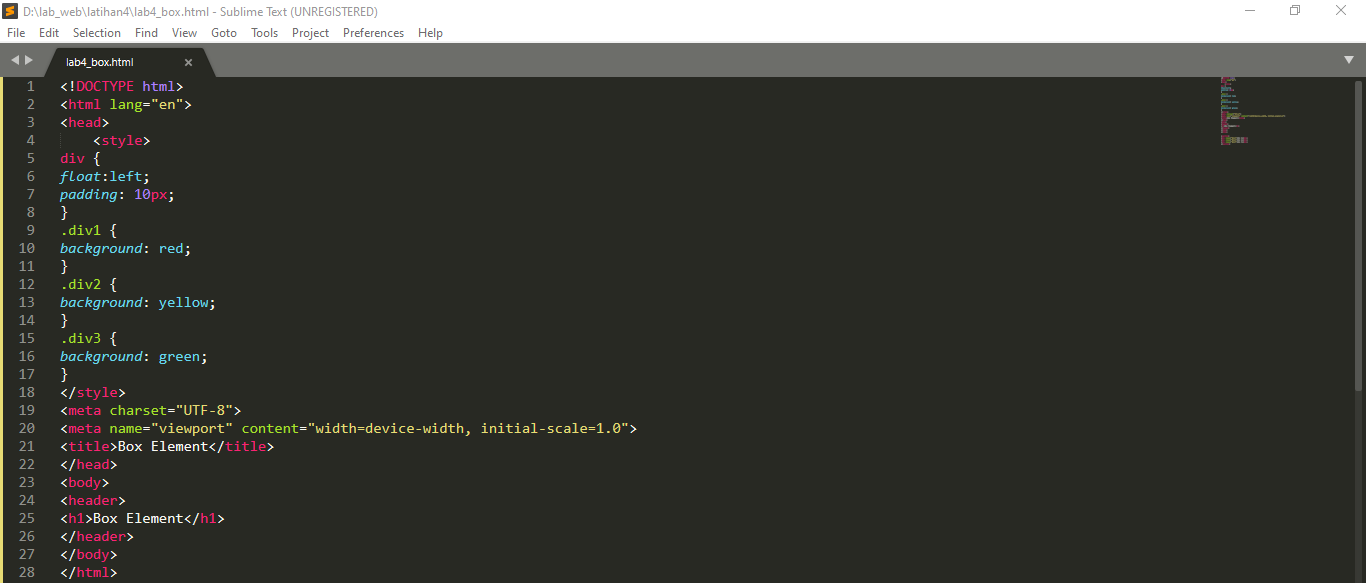 D:\lab_web\latihan4\lab4_box.html - Sublime Text (UNREGISTERED)
File Edit Selection Find View Goto Tools Project Preferences Help
lab4_box.html
1 <!DOCTYPE html>
2 <html lang="en">
3 <head>
4 <style>
5 div {
6 float:left;
7 padding: 10px;
8 }
9 .div1 {
10 background: red;
11 }
12 .div2 {
13 background: yellow;
14 }
15 .div3 {
16 background: green;
17 }
18 </style>
19 <meta charset="UTF-8">
20 <meta name="viewport" content="width=device-width, initial-scale=1.0">
21 <title>Box Element</title>
22 </head>
23 <body>
24 <header>
25 <h1>Box Element</h1>
26 </header>
27 </body>
28 </html>